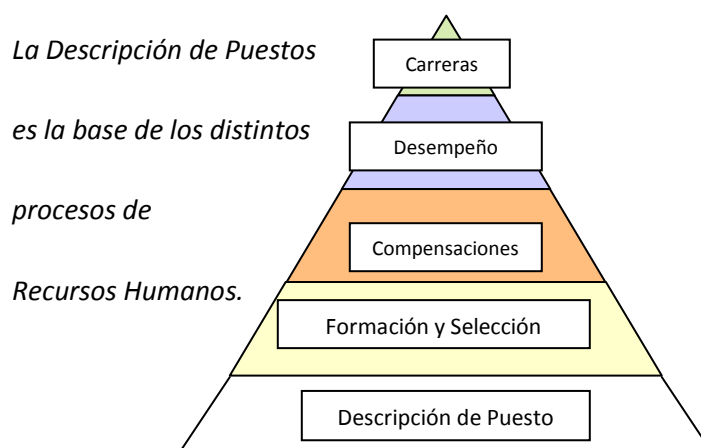 La Descripción de Puestos
es la base de los distintos
procesos de
Recursos Humanos.
Carreras
Desempeño
Compensaciones
Formación y Selección
Descripción de Puesto